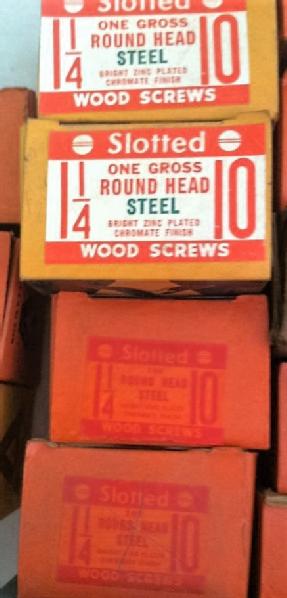 Slotted
ONE GROSS
1 1/4 ROUND HEAD 10
STEEL
BRIGHT ZINC PLATED
CHROMATE FINISH
WOOD SCREWS
Slotted
ONE GROSS
1 1/4 ROUND HEAD 10
STEEL
BRIGHT ZINC PLATED
CHROMATE FINISH
WOOD SCREWS
Slotted
1 1/4 ROUND HEAD 10
STEEL
WOOD SCREWS
Slotted
1 1/4 ROUND HEAD 10
STEEL
WOOD SCREWS